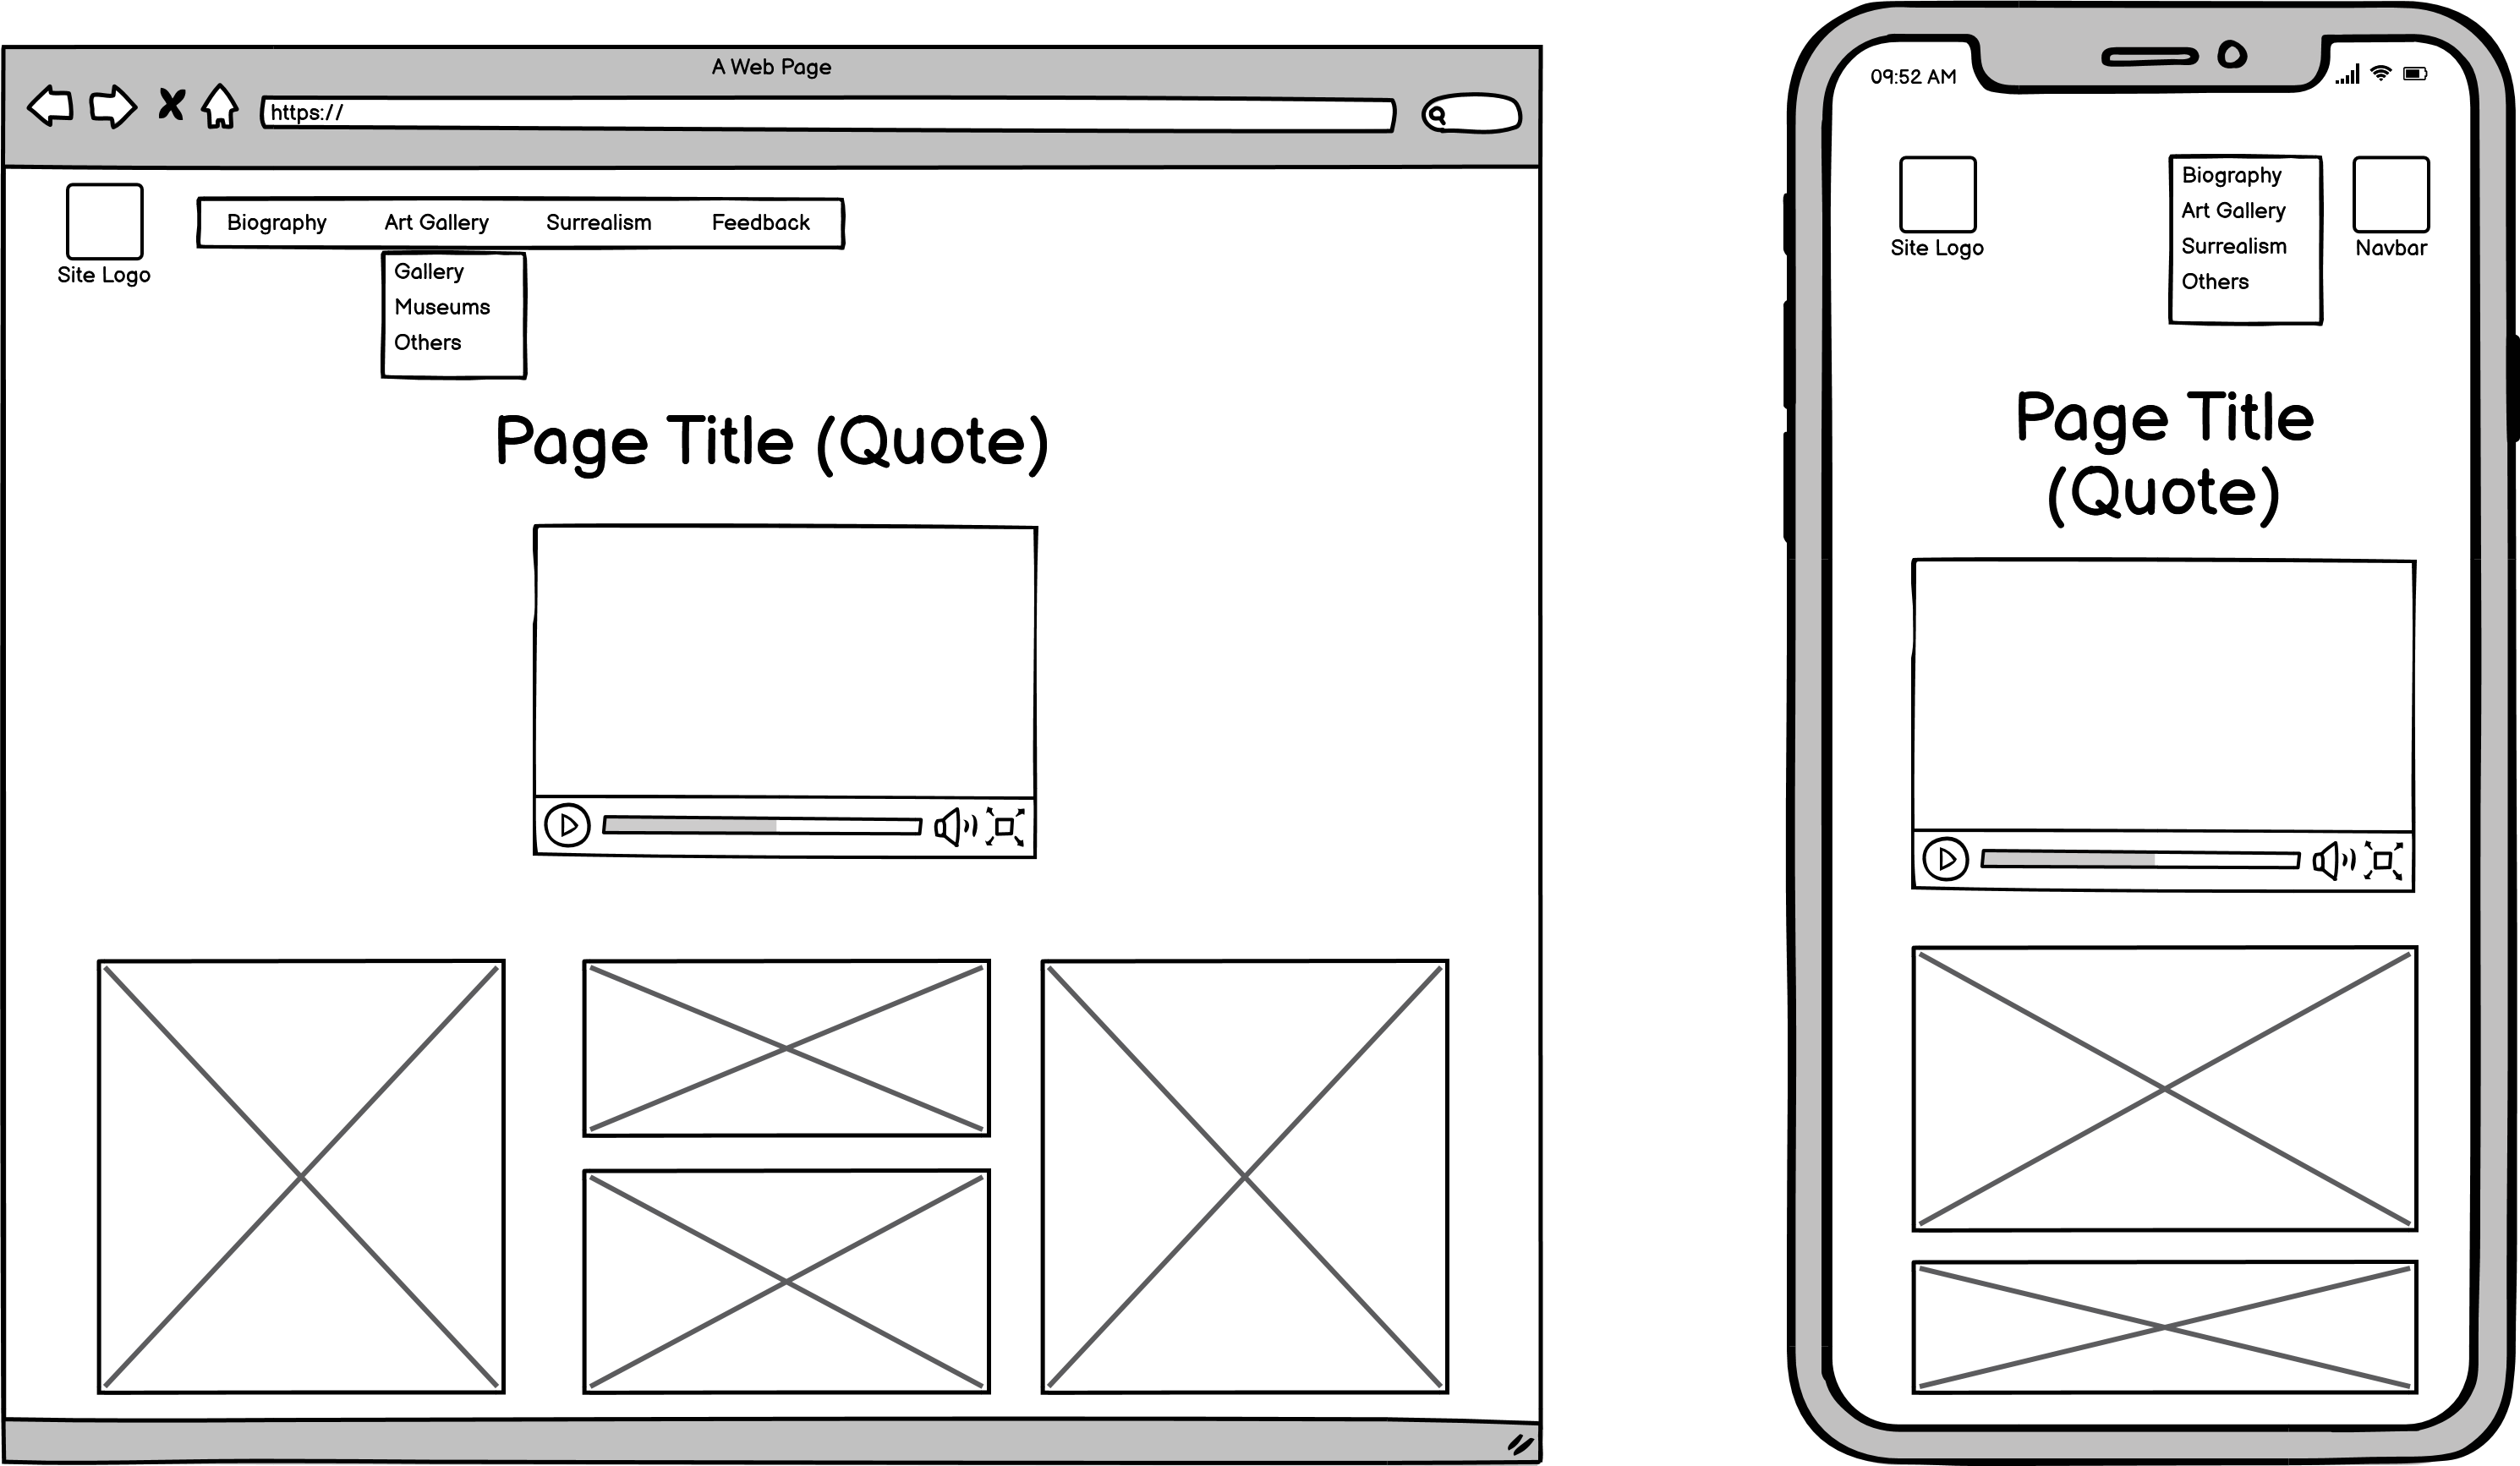 A Web Page
https://
Site Logo
Biography Art Gallery Surrealism Feedback
Gallery
Museums
Others
Page Title (Quote)
09:52 AM
Site Logo
Biography
Art Gallery
Surrealism
Others
Navbar
Page Title
(Quote)